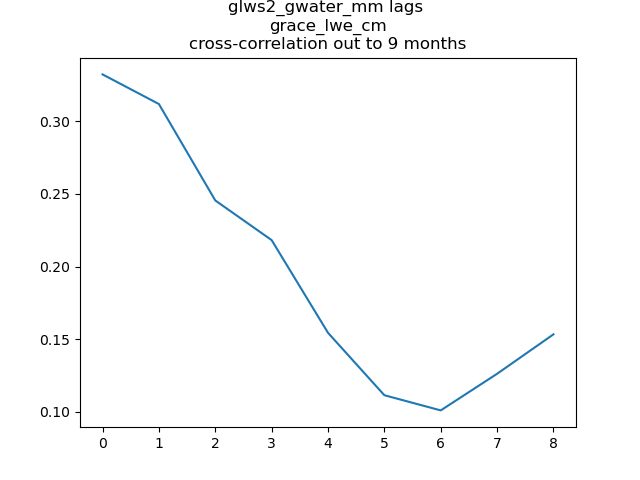 glws2_gwater_mm lags
grace_lwe_cm
cross-correlation out to 9 months
0.30
0.25
0.20
0.15
0.10
0 1 2 3 4 5 6 7 8